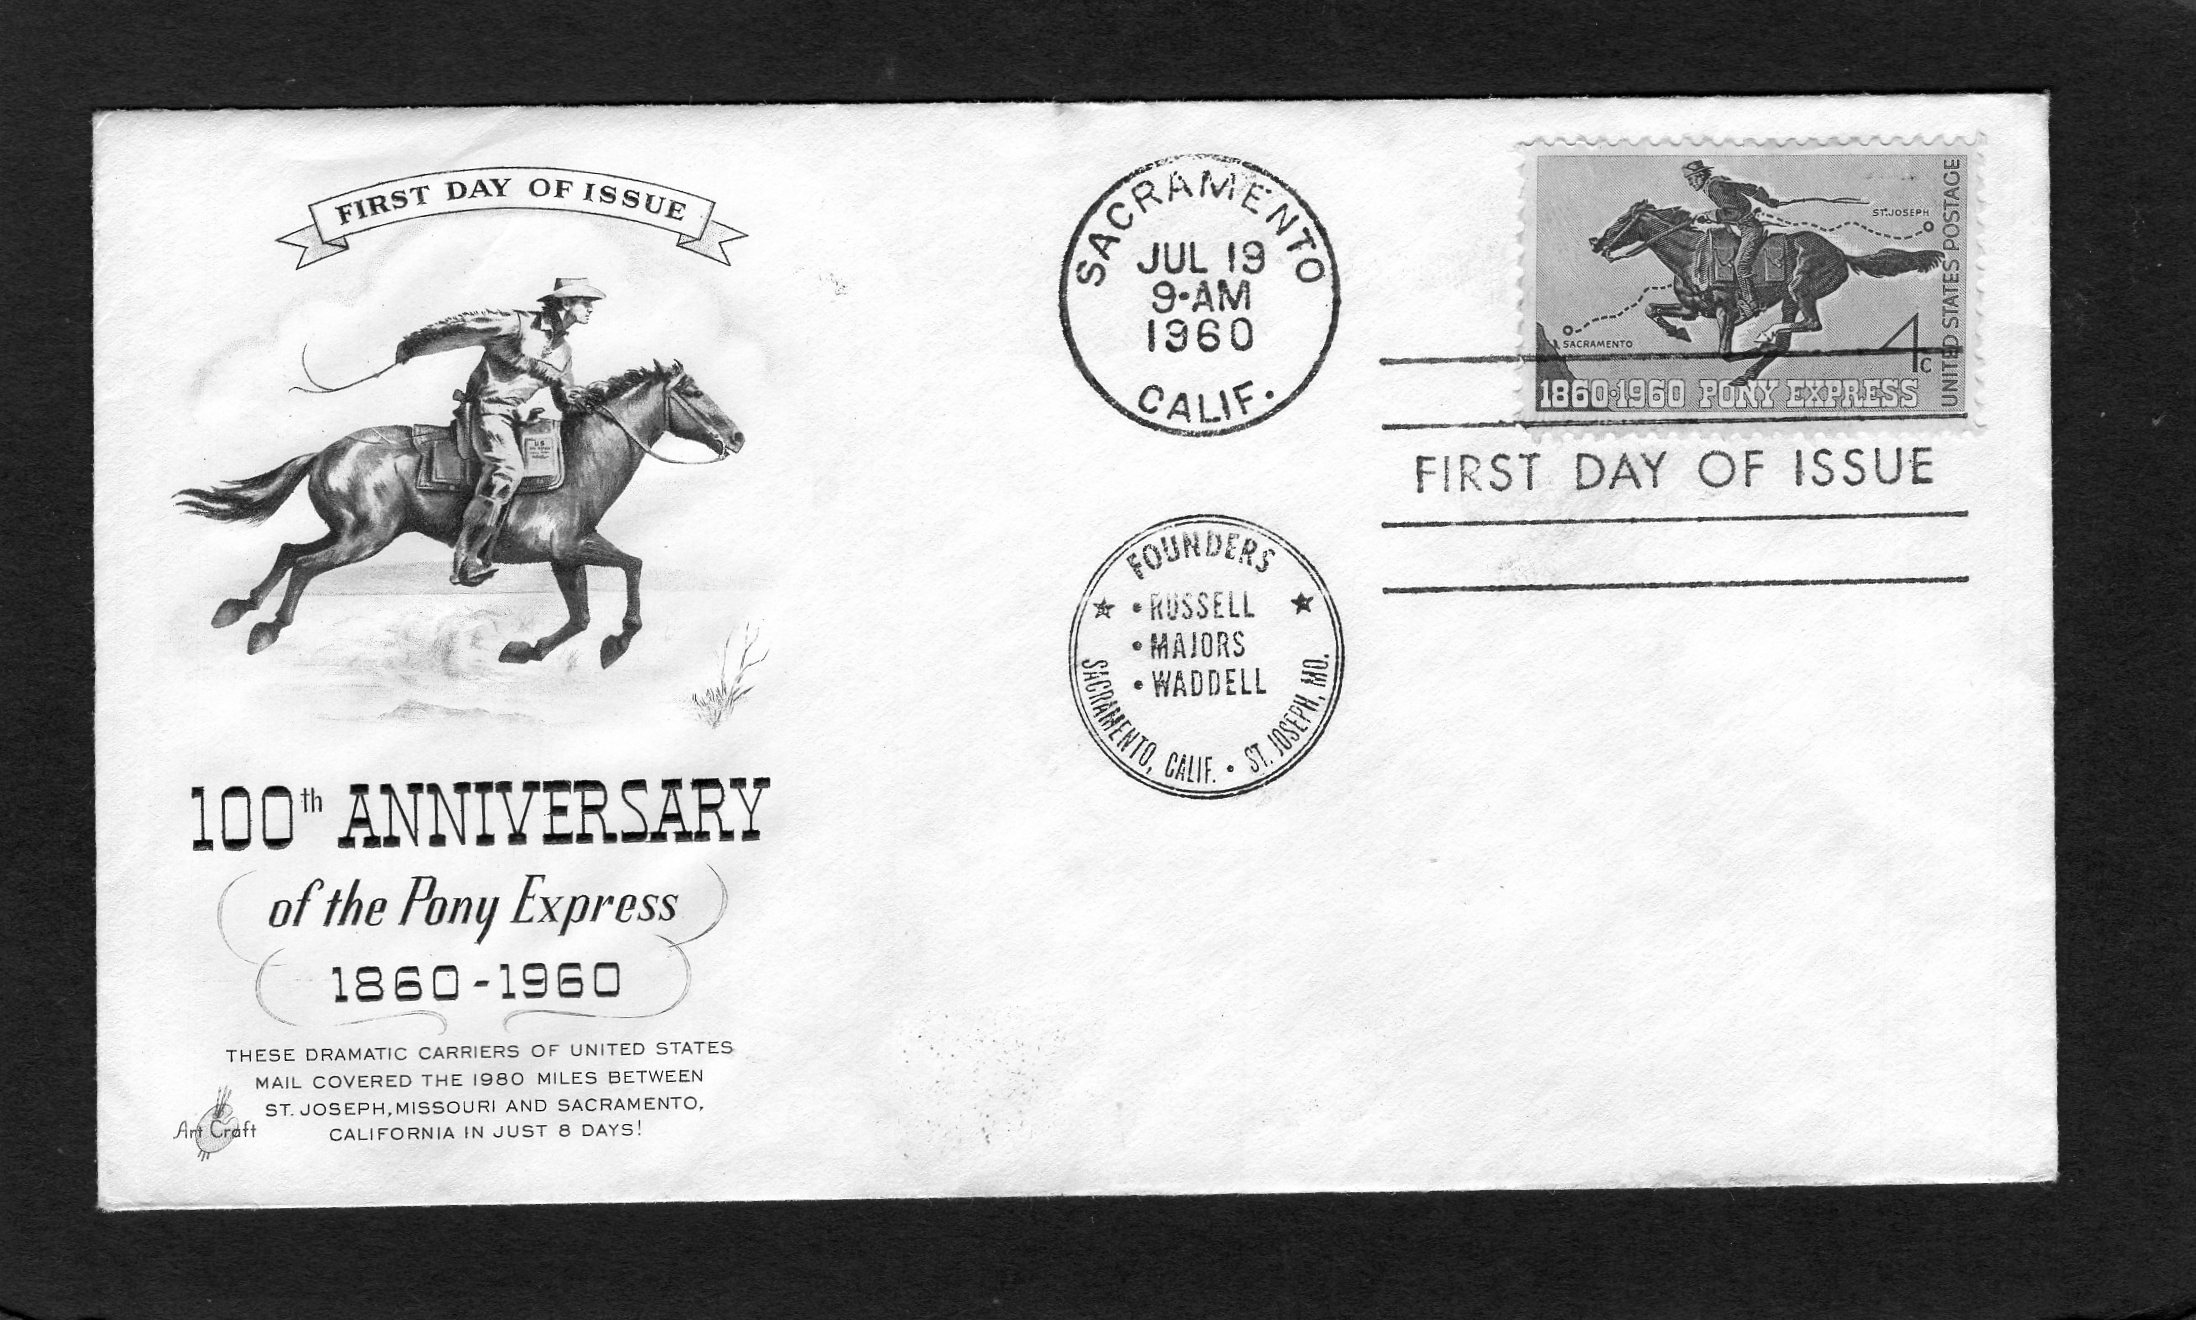 FIRST DAY OF ISSUE
US
100th ANNIVERSARY
of the Pony Express
1860-1960
THESE DRAMATIC CARRIERS OF UNITED STATES
MAIL COVERED THE 1980 MILES BETWEEN
ST. JOSEPH, MISSOURI AND SACRAMENTO,
CALIFORNIA IN JUST 8 DAYS!
Art Craft
SACRAMENTO
JUL 19
9-AM
1960
CALIF.
FOUNDERS
• RUSSELL
• MAJORS
• WADDELL
SACRAMENTO, CALIF. • ST. JOSEPH, MO.
ST. JOSEPH
SACRAMENTO
4c
UNITED STATES POSTAGE
1860·1960 PONY EXPRESS
FIRST DAY OF ISSUE